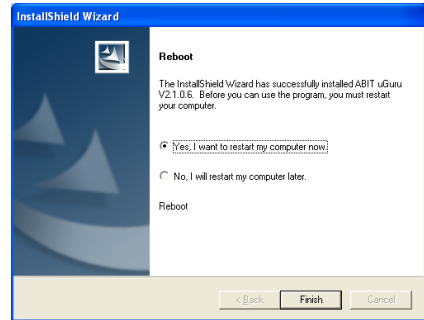 InstallShield Wizard
Reboot
The InstallShield Wizard has successfully installed ABIT uGuru
V2.1.0.6. Before you can use the program, you must restart
your computer.
Yes, I want to restart my computer now.
No, I will restart my computer later.
Reboot
< Back Finish Cancel